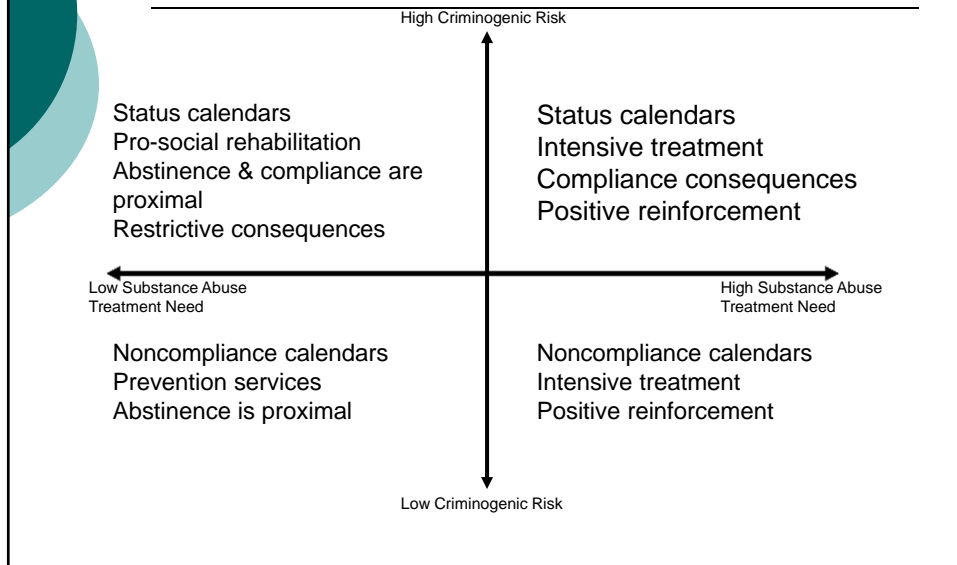 High Criminogenic Risk
Status calendars
Pro-social rehabilitation
Abstinence & compliance are
proximal
Restrictive consequences
Status calendars
Intensive treatment
Compliance consequences
Positive reinforcement
Low Substance Abuse
Treatment Need
High Substance Abuse
Treatment Need
Noncompliance calendars
Prevention services
Abstinence is proximal
Noncompliance calendars
Intensive treatment
Positive reinforcement
Low Criminogenic Risk